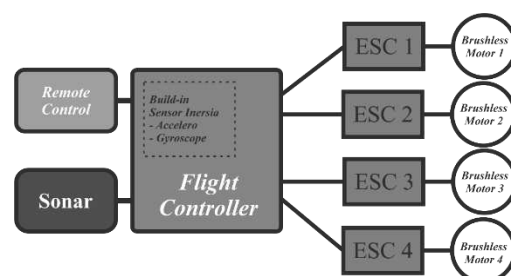 Remote
Control
Sonar
Build-in
Sensor Inersia
- Accelero
- Gyroscape
Flight
Controller
ESC 1
Brushless
Motor 1
ESC 2
Brushless
Motor 2
ESC 3
Brushless
Motor 3
ESC 4
Brushless
Motor 4